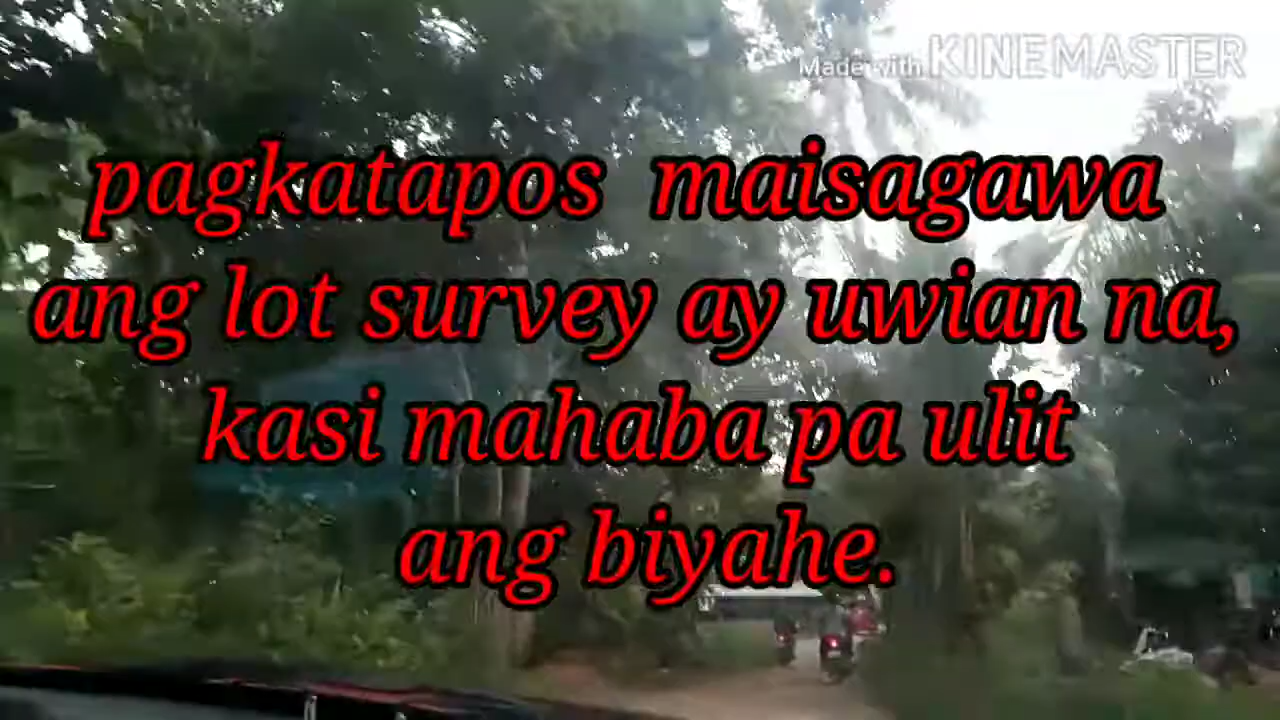 Made with KINEMASTER
pagkatapos maisagawa
ang lot survey ay uwian na,
kasi mahaba pa ulit
ang biyahe.